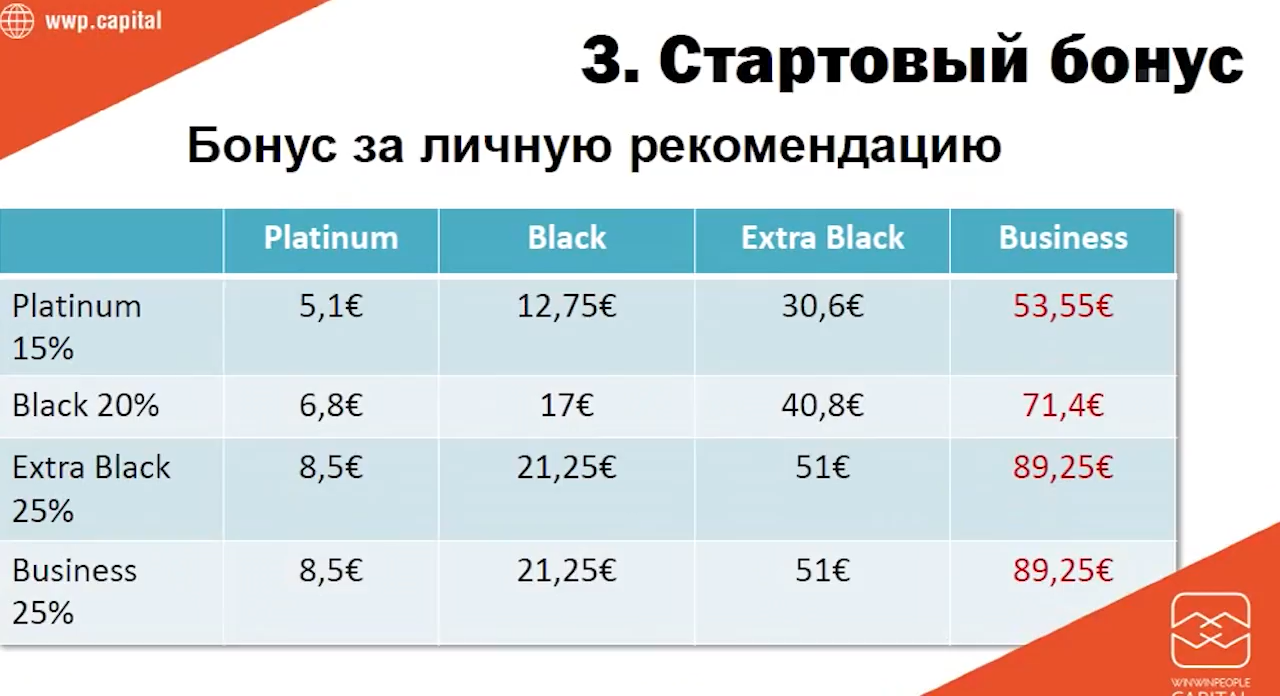 wwp.capital
3. Стартовый бонус
Бонус за личную рекомендацию
Platinum Black Extra Black Business
Platinum 5,1€ 12,75€ 30,6€ 53,55€
15%
Black 20% 6,8€ 17€ 40,8€ 71,4€
Extra Black 8,5€ 21,25€ 51€ 89,25€
25%
Business 8,5€ 21,25€ 51€ 89,25€
25%
WINWINPEOPLE
CAPITAL